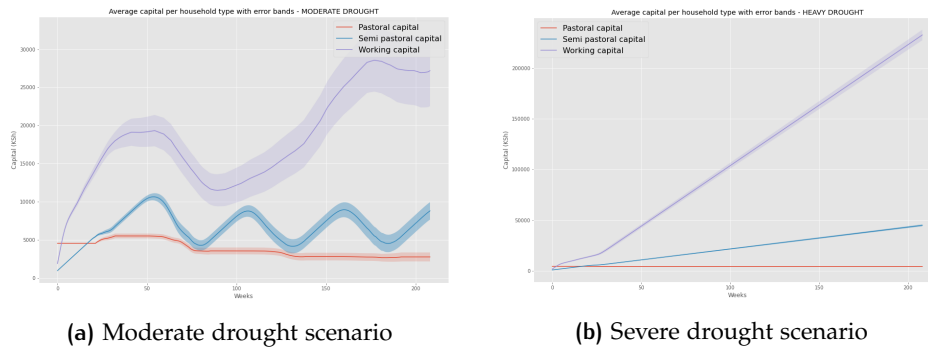 Average capital per household type with error bands - MODERATE DROUGHT
Pastoral capital
Semi pastoral capital
Working capital
Capital (KSh)
30000
25000
20000
15000
10000
5000
0
0 50 100 150 200
Weeks
(a) Moderate drought scenario
Average capital per household type with error bands - HEAVY DROUGHT
Pastoral capital
Semi pastoral capital
Working capital
Capital (KSh)
200000
150000
100000
50000
0
0 50 100 150 200
Weeks
(b) Severe drought scenario